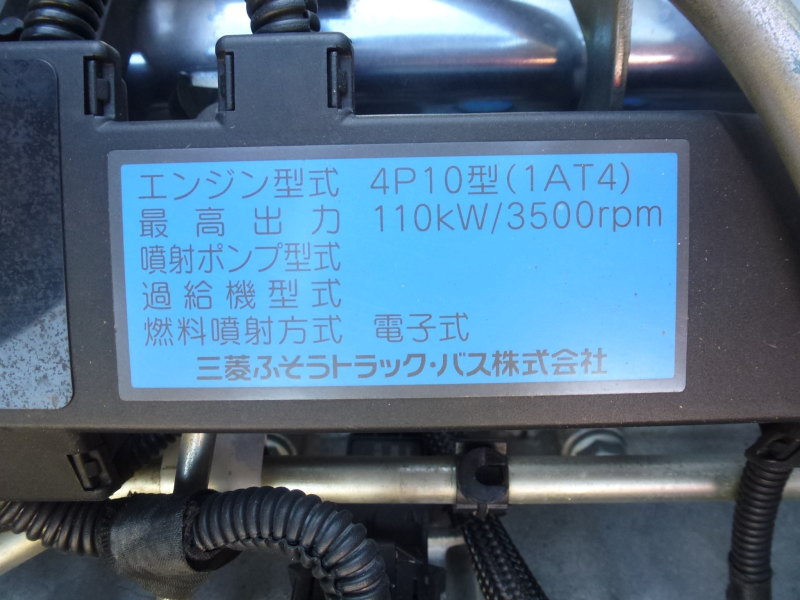 エンジン型式 4P10型(1AT4)
最高出力 110kW/3500rpm
噴射ポンプ型式
過給機型式
燃料噴射方式 電子式
三菱ふそうトラック・バス株式会社